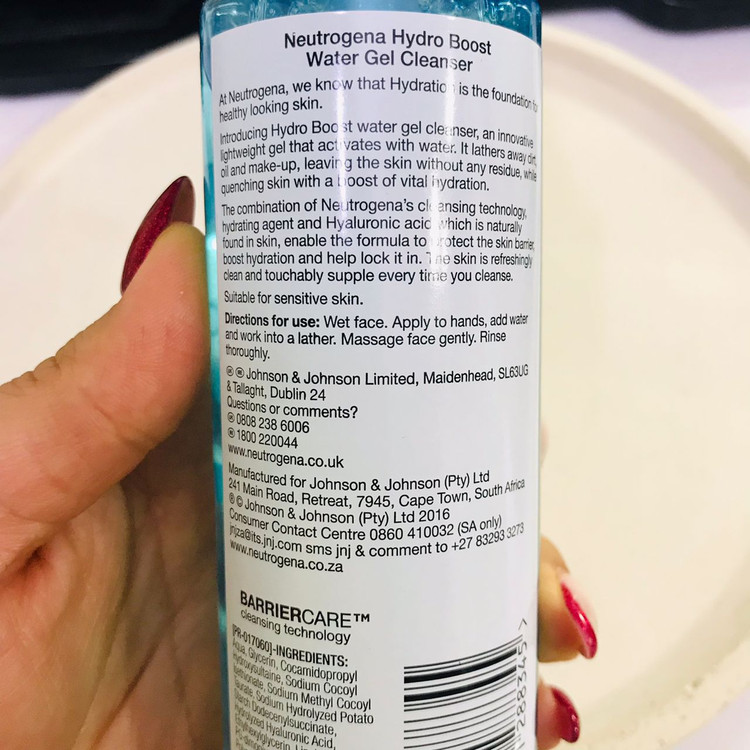 Neutrogena Hydro Boost
Water Gel Cleanser
At Neutrogena, we know that Hydration is the foundation for
healthy looking skin.
Introducing Hydro Boost water gel cleanser, an innovative
lightweight gel that activates with water. It lathers away dirt,
oil and make-up, leaving the skin without any residue, while
quenching skin with a boost of vital hydration.
The combination of Neutrogena's cleansing technology,
hydrating agent and Hyaluronic acid which is naturally
found in skin, enable the formula to protect the skin barrier,
boost hydration and help lock it in. The skin is refreshingly
clean and touchably supple every time you cleanse.
Suitable for sensitive skin.
Directions for use: Wet face. Apply to hands, add water
and work into a lather. Massage face gently. Rinse
thoroughly.
Johnson & Johnson Limited, Maidenhead, SL63UG
& Tallaght, Dublin 24
Questions or comments?
0808 238 6006
1800 220044
www.neutrogena.co.uk
Manufactured for Johnson & Johnson (Pty) Ltd
241 Main Road, Retreat, 7945, Cape Town, South Africa
®© Johnson & Johnson (Pty) Ltd 2016
Consumer Contact Centre 0860 410032 (SA only)
jnjza@its.jnj.com sms jnj & comment to +27 83293 3273
www.neutrogena.co.za
BARRIERCARE™
cleansing technology
[PR-017060]-INGREDIENTS:
Aqua, Glycerin, Cocamidopropyl
Hydroxysultaine, Sodium Cocoyl
Isethionate, Sodium Methyl Cocoyl
Taurate, Sodium Hydrolyzed Potato
Starch Dodecenylsuccinate,
Hydrolyzed Hyaluronic Acid,
288345